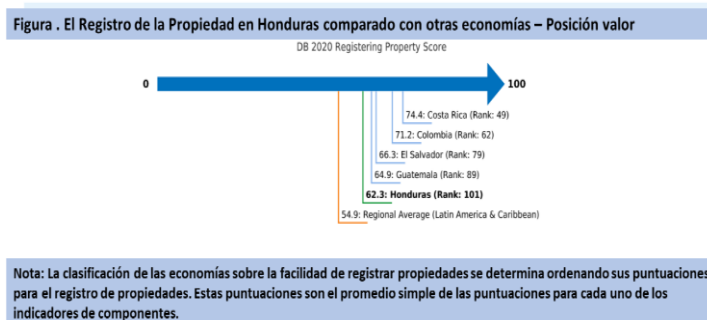 Figura . El Registro de la Propiedad en Honduras comparado con otras economías – Posición valor
DB 2020 Registering Property Score
0
100
74.4: Costa Rica (Rank: 49)
71.2: Colombia (Rank: 62)
66.3: El Salvador (Rank: 79)
64.9: Guatemala (Rank: 89)
62.3: Honduras (Rank: 101)
54.9: Regional Average (Latin America & Caribbean)
Nota: La clasificación de las economías sobre la facilidad de registrar propiedades se determina ordenando sus puntuaciones
para el registro de propiedades. Estas puntuaciones son el promedio simple de las puntuaciones para cada uno de los
indicadores de componentes.